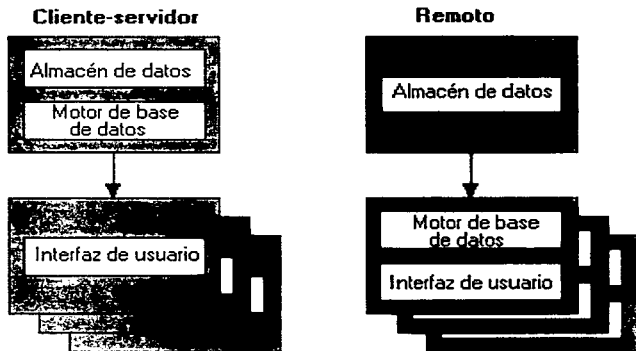 Cliente-servidor
Almacén de datos
Motor de base
de datos
Interfaz de usuario
Remoto
Almacén de datos
Motor de base
de datos
Interfaz de usuario